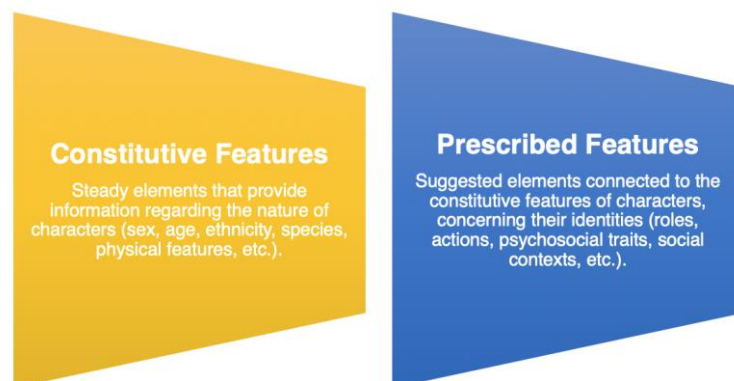 Constitutive Features
Steady elements that provide
information regarding the nature of
characters (sex, age, ethnicity, species,
physical features, etc.).
Prescribed Features
Suggested elements connected to the
constitutive features of characters,
concerning their identities (roles,
actions, psychosocial traits, social
contexts, etc.).